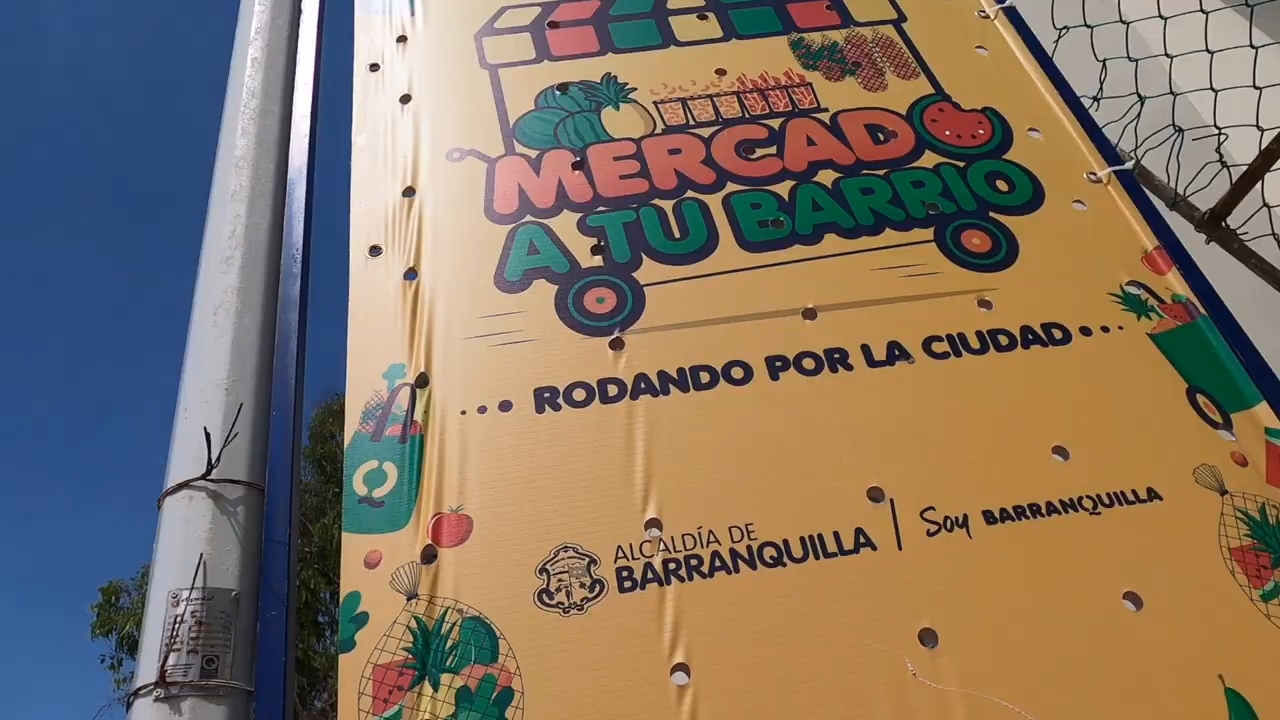 MERCADO
A TU BARRIO
... RODANDO POR LA CIUDAD...
ALCALDÍA DE
BARRANQUILLA
Soy BARRANQUILLA